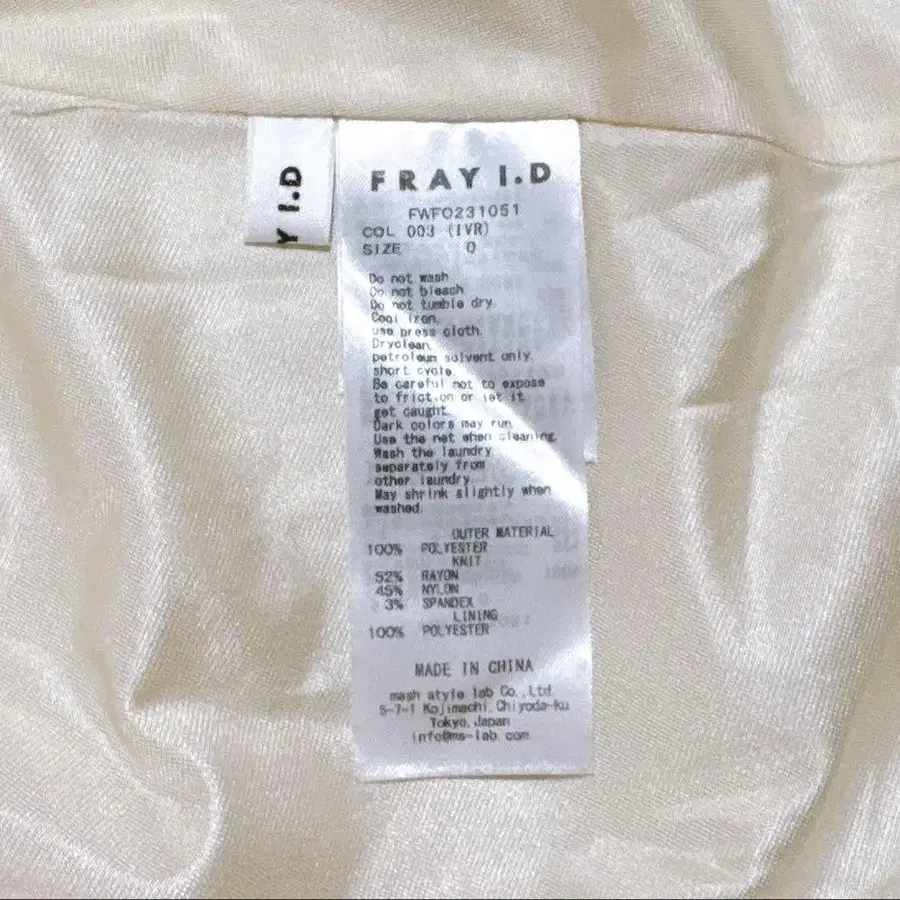 Y I.D
FRAY I.D
FWFO231051
COL 003 (IVR)
SIZE 0
Do not wash
Do not bleach
Do not tumble dry
Cool iron.
use press cloth.
Dryclean.
petroleum solvent only.
short cycle.
Be careful not to expose
to friction or let it
get caught.
Dark colors may run.
Use the net when cleaning.
Wash the laundry
separately from
other laundry.
May shrink slightly when
washed.
OUTER MATERIAL
100% POLYESTER
KNIT
52% RAYON
45% NYLON
3% SPANDEX
LINING
100% POLYESTER
MADE IN CHINA
mash style lab Co.,Ltd.
5-7-1 Kojimachi,Chiyoda-ku
Tokyo,Japan
info@ms-lab.com